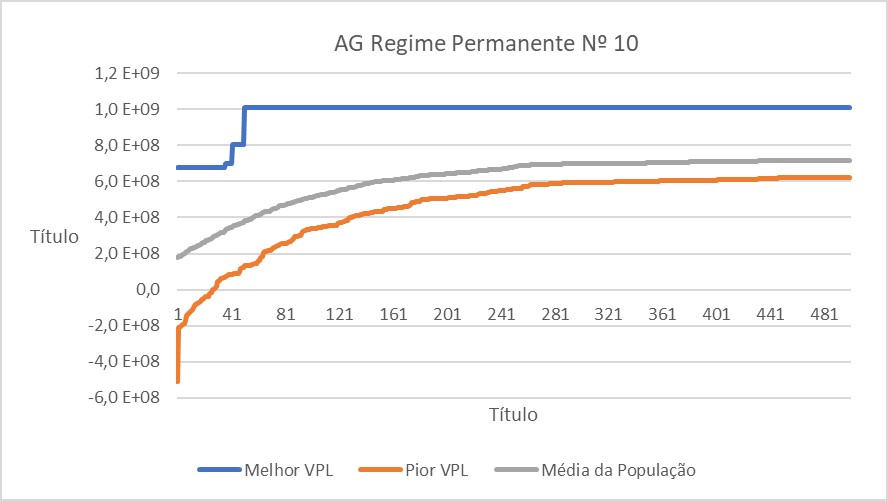 AG Regime Permanente Nº 10
1,2 E+09
1,0 E+09
8,0 E+08
6,0 E+08
4,0 E+08
Título
2,0 E+08
0,0
1 41 81 121 161 201 241 281 321 361 401 441 481
-2,0 E+08
-4,0 E+08
-6,0 E+08
Título
Melhor VPL Pior VPL Média da População